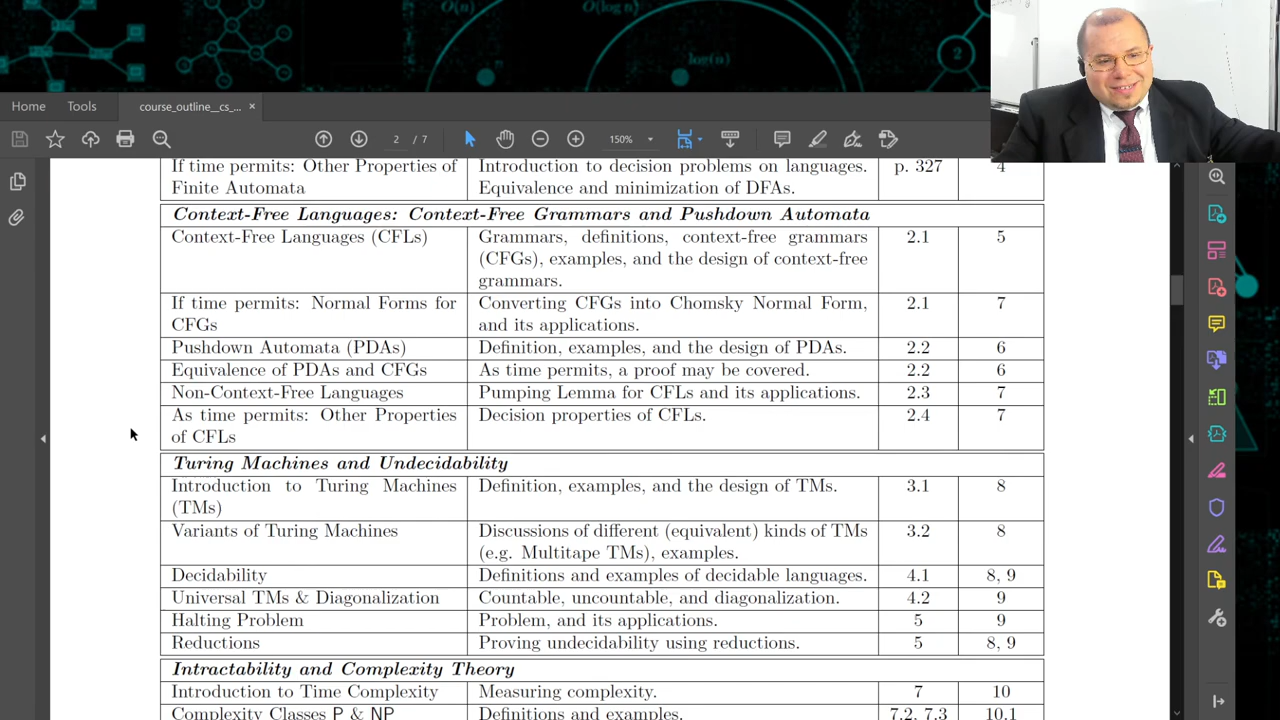 O(n)
O(log n)
log(n)
2
Home Tools course_outline__cs_... ×
2 / 7 150%
If time permits: Other Properties of Introduction to decision problems on languages. p. 327 4
Finite Automata Equivalence and minimization of DFAs.
Context-Free Languages: Context-Free Grammars and Pushdown Automata
Context-Free Languages (CFLs) Grammars, definitions, context-free grammars 2.1 5
(CFGs), examples, and the design of context-free
grammars.
If time permits: Normal Forms for Converting CFGs into Chomsky Normal Form, 2.1 7
CFGs and its applications.
Pushdown Automata (PDAs) Definition, examples, and the design of PDAs. 2.2 6
Equivalence of PDAs and CFGs As time permits, a proof may be covered. 2.2 6
Non-Context-Free Languages Pumping Lemma for CFLs and its applications. 2.3 7
As time permits: Other Properties Decision properties of CFLs. 2.4 7
of CFLs
Turing Machines and Undecidability
Introduction to Turing Machines Definition, examples, and the design of TMs. 3.1 8
(TMs)
Variants of Turing Machines Discussions of different (equivalent) kinds of TMs 3.2 8
(e.g. Multitape TMs), examples.
Decidability Definitions and examples of decidable languages. 4.1 8, 9
Universal TMs & Diagonalization Countable, uncountable, and diagonalization. 4.2 9
Halting Problem Problem, and its applications. 5 9
Reductions Proving undecidability using reductions. 5 8, 9
Intractability and Complexity Theory
Introduction to Time Complexity Measuring complexity. 7 10
Complexity Classes P & NP Definitions and examples. 7.2, 7.3 10.1